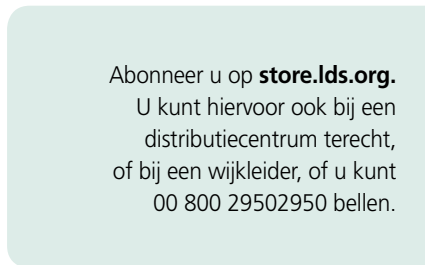 Abonneer u op store.lds.org.
U kunt hiervoor ook bij een
distributiecentrum terecht,
of bij een wijkleider, of u kunt
00 800 29502950 bellen.